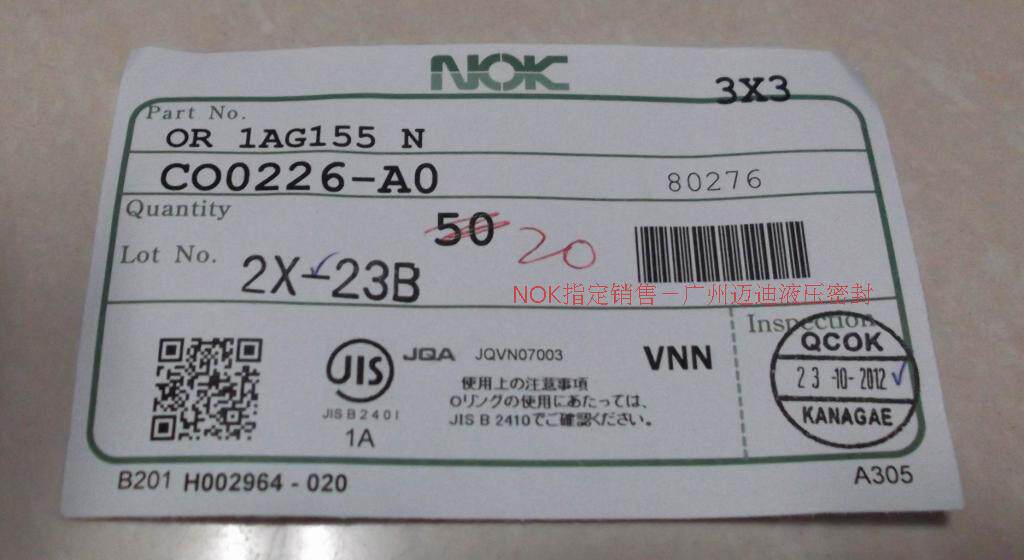 NOK
3X3
Part No.
OR 1AG155 N
CO0226-A0
80276
Quantity
50 20
Lot No.
2X-23B
NOK指定销售－广州迈迪液压密封
Inspection
QCOK
23-10-2012
KANAGAE
JIS
JIS B 2401
1A
JQA JQVN07003
VNN
使用上の注意事項
Oリングの使用にあたっては、
JIS B 2410でご確認ください。
B201 H002964-020
A305